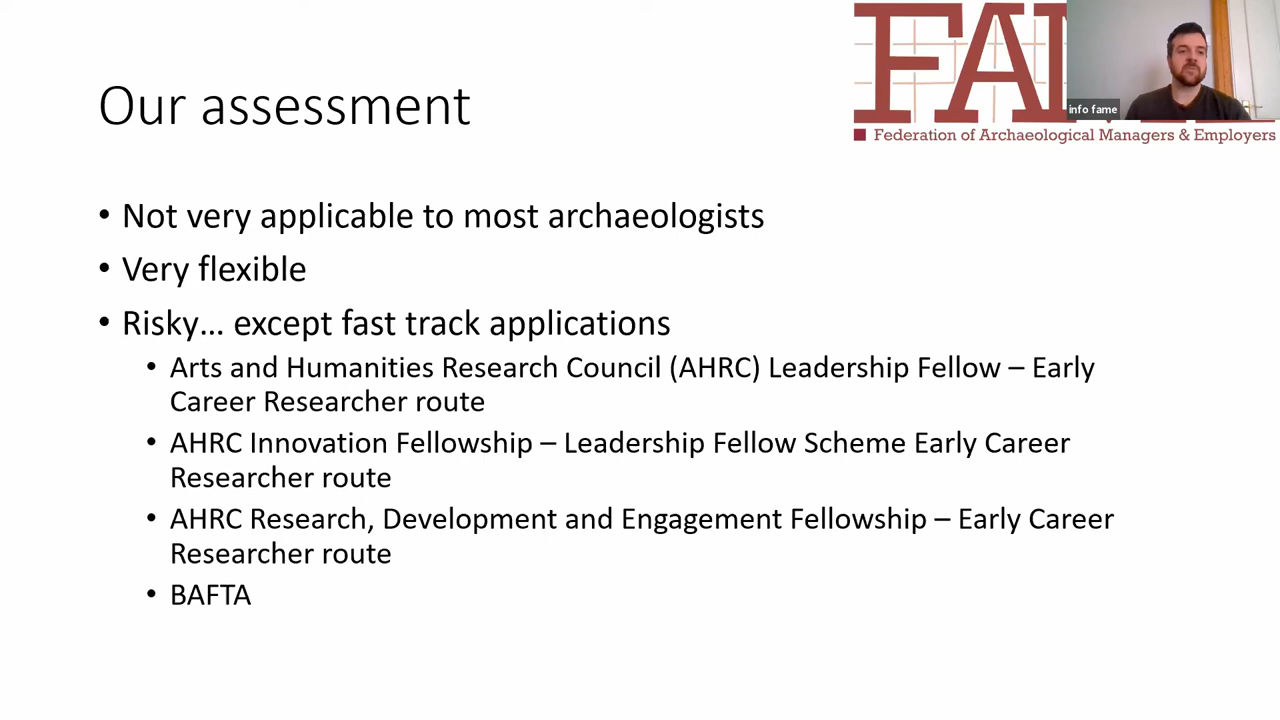 FA
info fame
Federation of Archaeological Managers & Employers
Our assessment
• Not very applicable to most archaeologists
• Very flexible
• Risky... except fast track applications
• Arts and Humanities Research Council (AHRC) Leadership Fellow – Early
Career Researcher route
• AHRC Innovation Fellowship – Leadership Fellow Scheme Early Career
Researcher route
• AHRC Research, Development and Engagement Fellowship – Early Career
Researcher route
• BAFTA